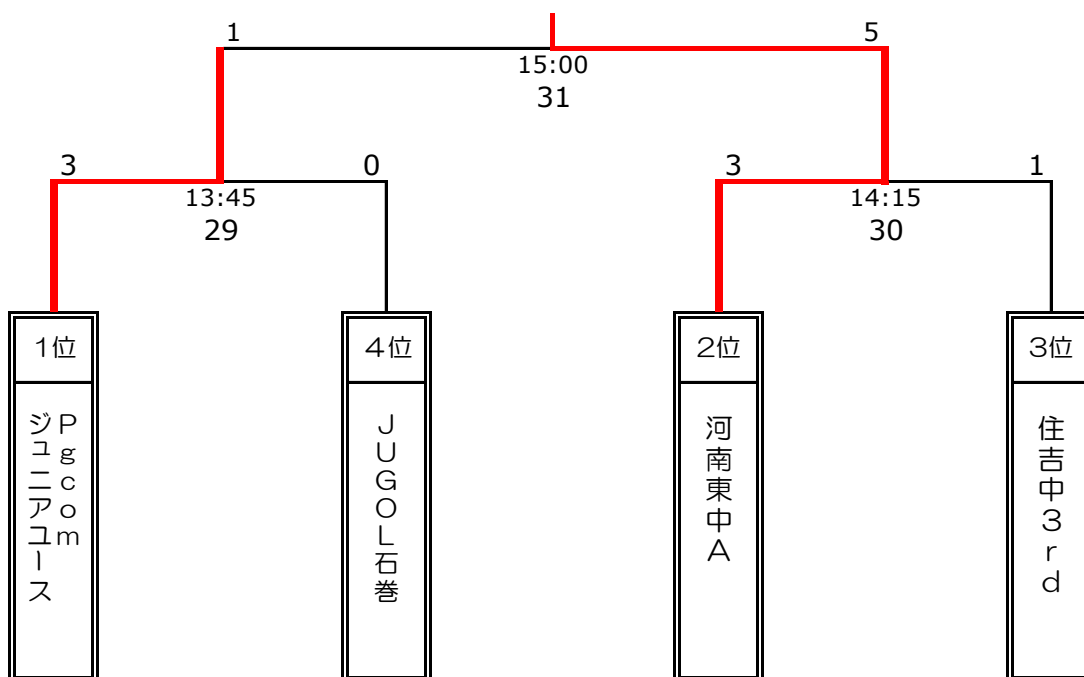 1
5
15:00
31
3
0
3
1
13:45
14:15
29
30
1位
4位
2位
3位
Ｐｇｃｏｍ
ジュニアユース
ＪＵＧＯＬ石巻
河南東中Ａ
住吉中３ｒｄ